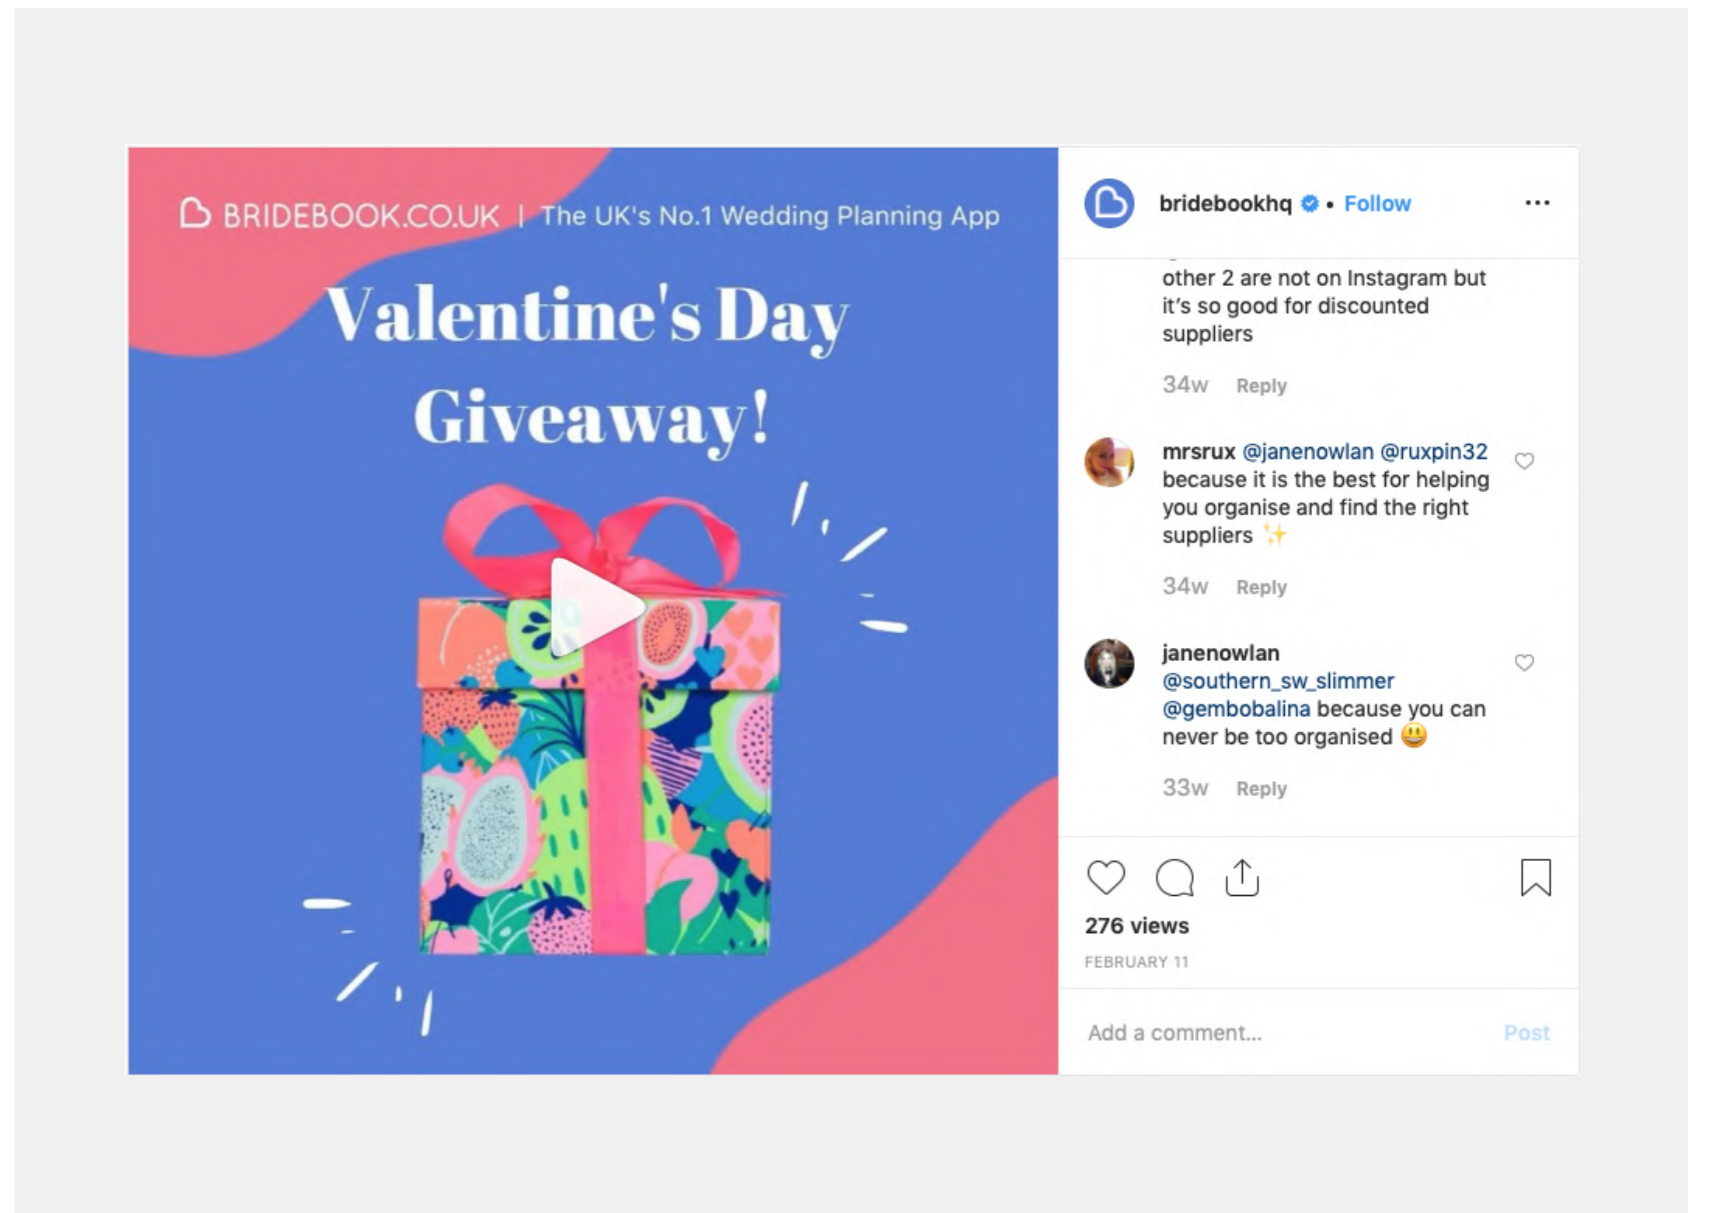 BRIDEBOOK.CO.UK | The UK's No.1 Wedding Planning App
Valentine's Day
Giveaway!
bridebookhq • Follow
other 2 are not on Instagram but
it's so good for discounted
suppliers
34w Reply
mrsrux @janenowlan @ruxpin32
because it is the best for helping
you organise and find the right
suppliers ✨
34w Reply
janenowlan
@southern_sw_slimmer
@gembobalina because you can
never be too organised 😃
33w Reply
276 views
FEBRUARY 11
Add a comment... Post